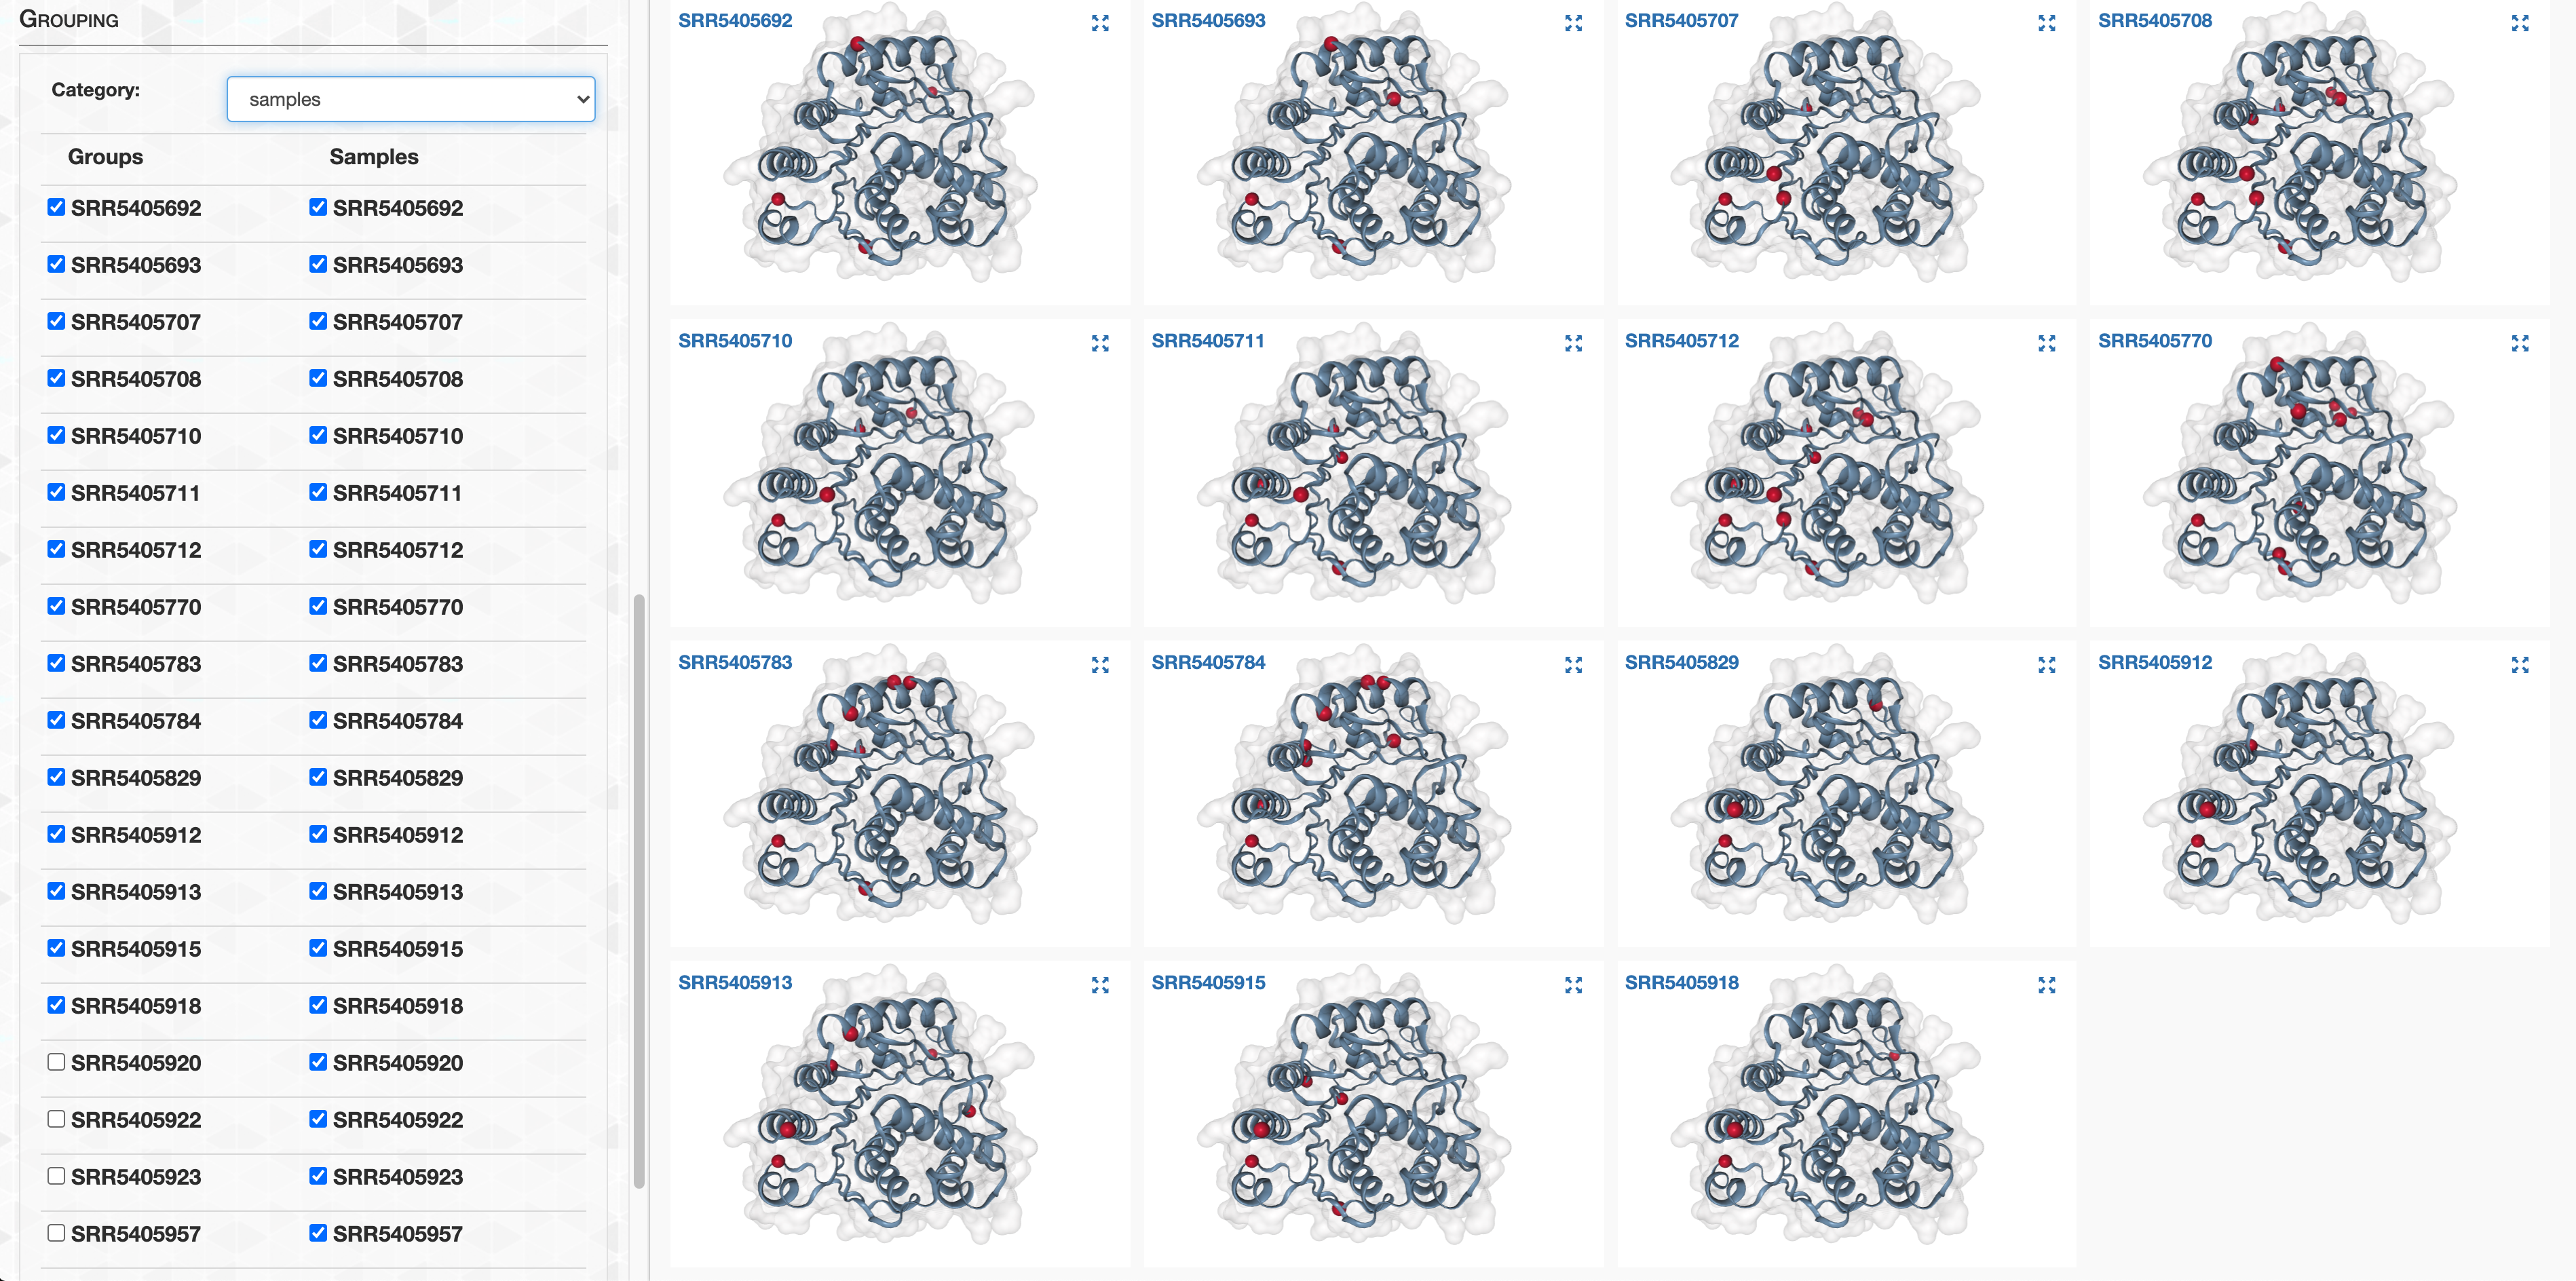 GROUPING
Category:
samples
Groups Samples
SRR5405692 SRR5405692
SRR5405693 SRR5405693
SRR5405707 SRR5405707
SRR5405708 SRR5405708
SRR5405710 SRR5405710
SRR5405711 SRR5405711
SRR5405712 SRR5405712
SRR5405770 SRR5405770
SRR5405783 SRR5405783
SRR5405784 SRR5405784
SRR5405829 SRR5405829
SRR5405912 SRR5405912
SRR5405913 SRR5405913
SRR5405915 SRR5405915
SRR5405918 SRR5405918
SRR5405920 SRR5405920
SRR5405922 SRR5405922
SRR5405923 SRR5405923
SRR5405957 SRR5405957
SRR5405692 SRR5405693 SRR5405707 SRR5405708
SRR5405710 SRR5405711 SRR5405712 SRR5405770
SRR5405783 SRR5405784 SRR5405829 SRR5405912
SRR5405913 SRR5405915 SRR5405918